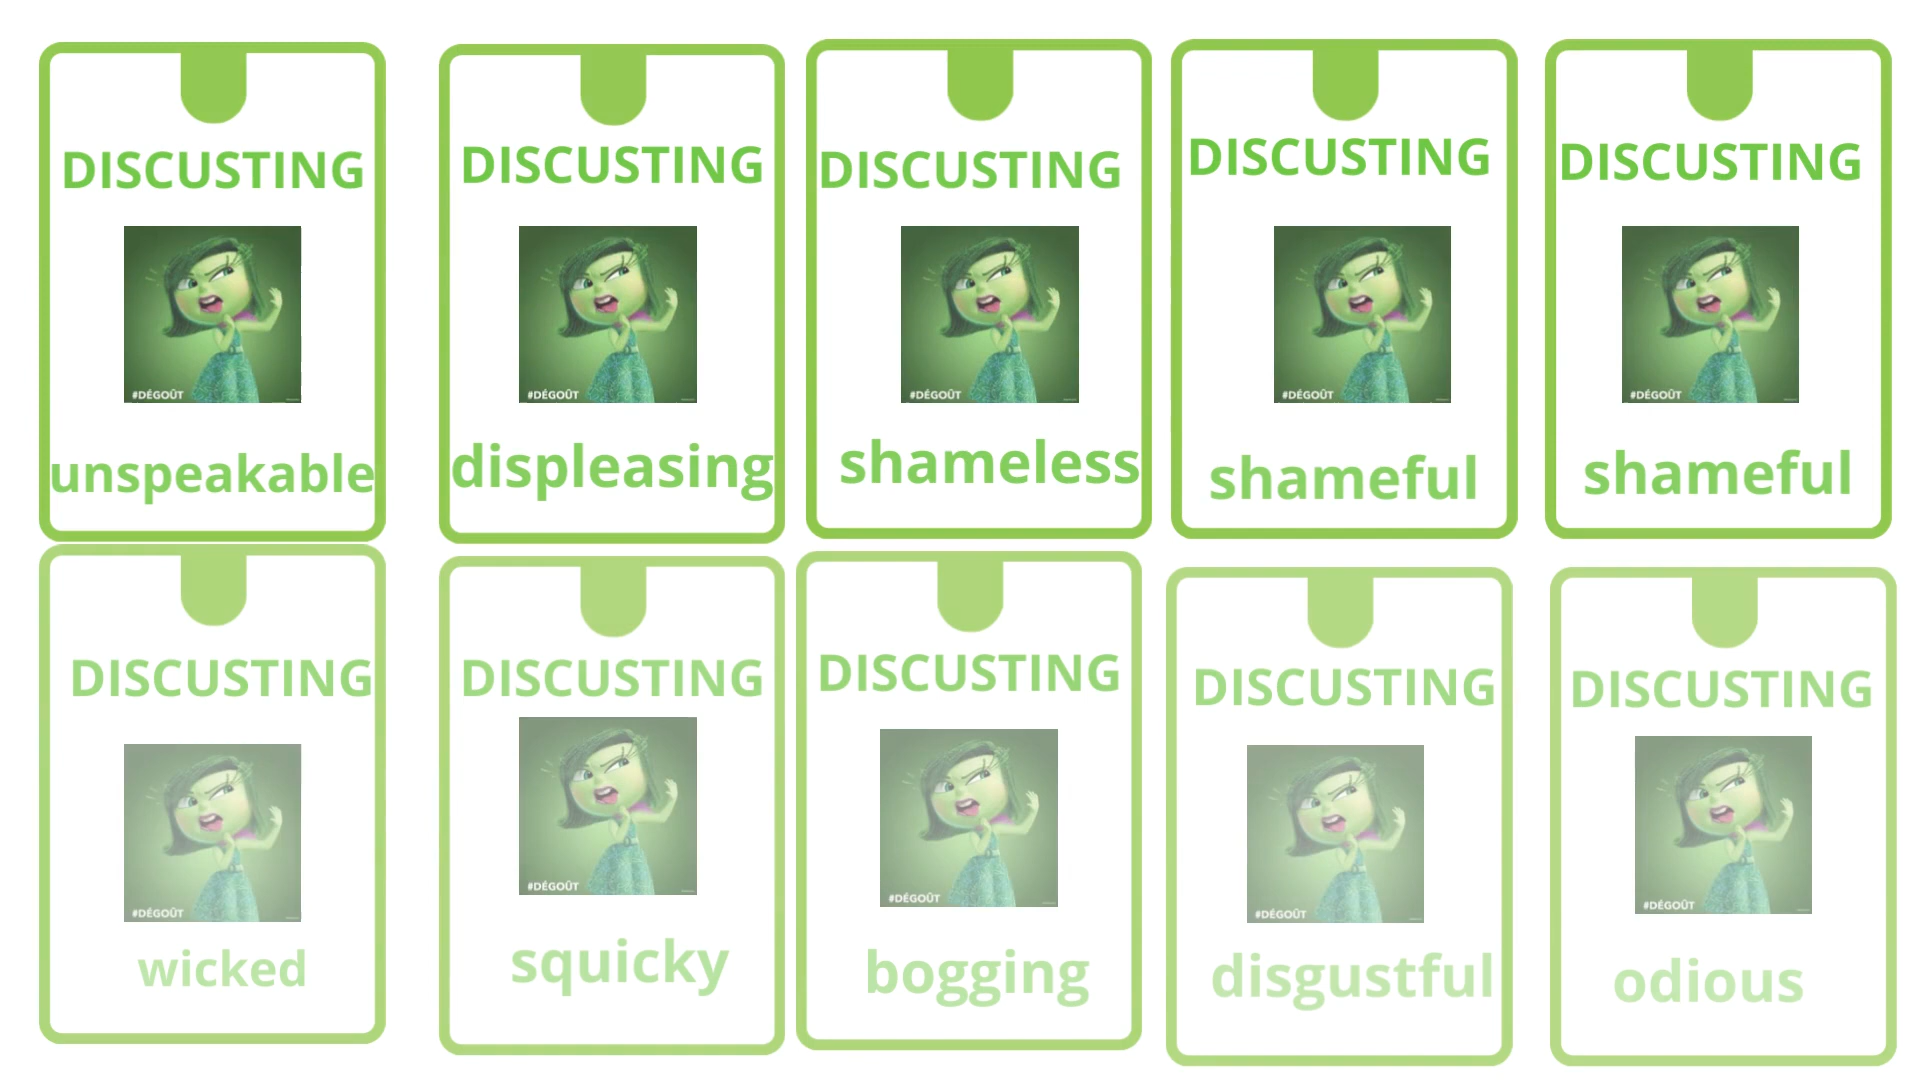 DISCUSTING
#DÉGOÛT
unspeakable
DISCUSTING
#DÉGOÛT
displeasing
DISCUSTING
#DÉGOÛT
shameless
DISCUSTING
#DÉGOÛT
shameful
DISCUSTING
#DÉGOÛT
shameful
DISCUSTING
#DÉGOÛT
wicked
DISCUSTING
#DÉGOÛT
squicky
DISCUSTING
#DÉGOÛT
bogging
DISCUSTING
#DÉGOÛT
disgustful
DISCUSTING
#DÉGOÛT
odious